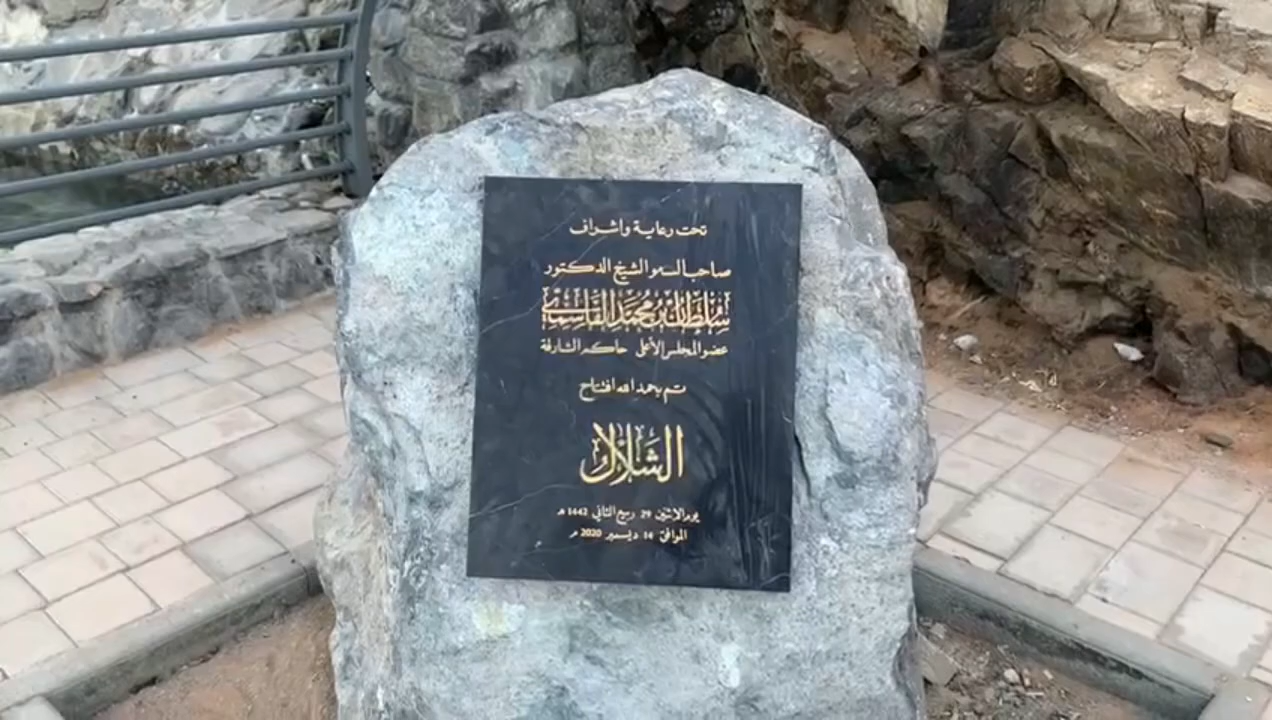 تحت رعاية واشراف
صاحب السمو الشيخ الدكتور
سلطان بن محمد القاسمي
عضو المجلس الأعلى حاكم الشارقة
تم بحمد الله افتتاح
الشلال
يوم الاثنين 29 ربيع الثاني 1442 هـ
الموافق 14 ديسمبر 2020 م